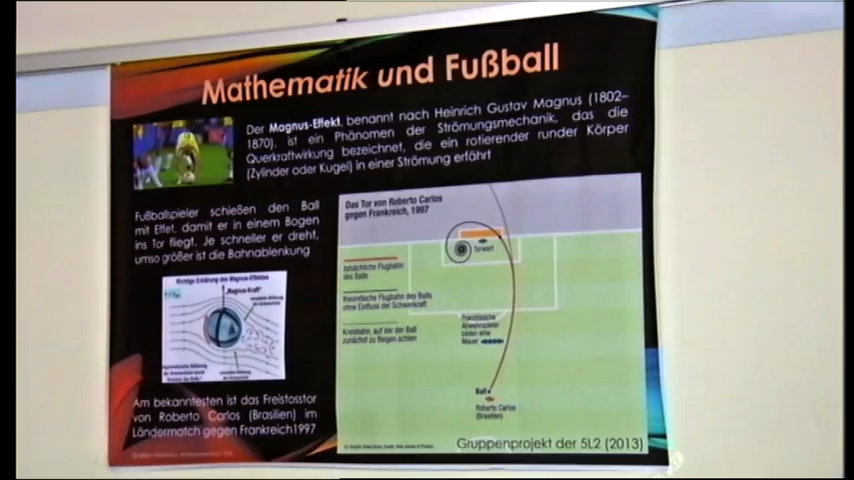 Mathematik und Fußball
Der Magnus-Effekt, benannt nach Heinrich Gustav Magnus (1802–
1870), ist ein Phänomen der Strömungsmechanik, das die
Querkraftwirkung bezeichnet, die ein rotierender runder Körper
(Zylinder oder Kugel) in einer Strömung erfährt
Fußballspieler schießen den Ball
mit Effet, damit er in einem Bogen
ins Tor fliegt. Je schneller er dreht,
umso größer ist die Bahnablenkung
Richtige Erklärung des Magnus-Effektes
"Magnus-Kraft"
Am bekanntesten ist das Freistosstor
von Roberto Carlos (Brasilien) im
Ländermatch gegen Frankreich1997
Das Tor von Roberto Carlos
gegen Frankreich, 1997
Torwart
tatsächliche Flugbahn
des Balls
theoretische Flugbahn des Balls
ohne Einfluss der Schwerkraft
Kreisbahn, auf der der Ball
zunächst zu fliegen schien
Französische
Abwehrspieler
bilden eine
Mauer
Ball
Roberto Carlos
(Brasilien)
Gruppenprojekt der 5L2 (2013)